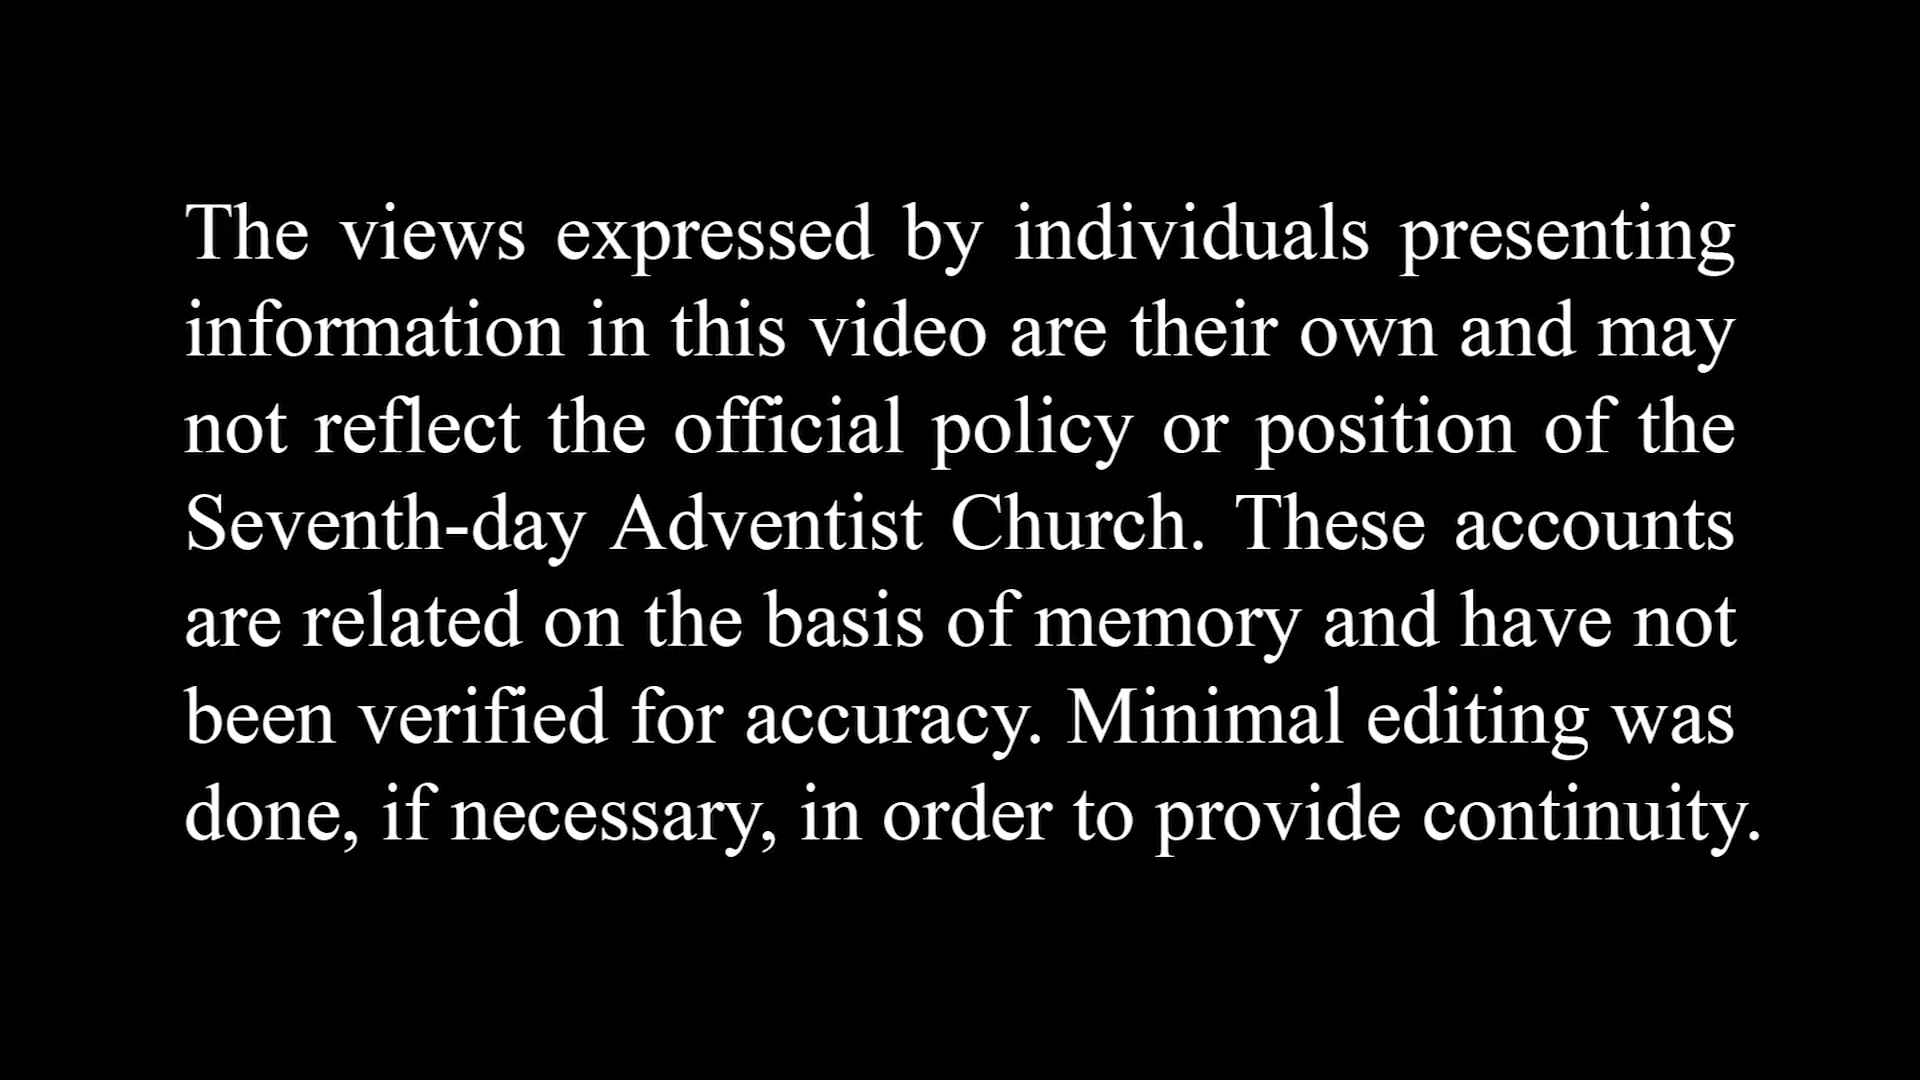 The views expressed by individuals presenting
information in this video are their own and may
not reflect the official policy or position of the
Seventh-day Adventist Church. These accounts
are related on the basis of memory and have not
been verified for accuracy. Minimal editing was
done, if necessary, in order to provide continuity.